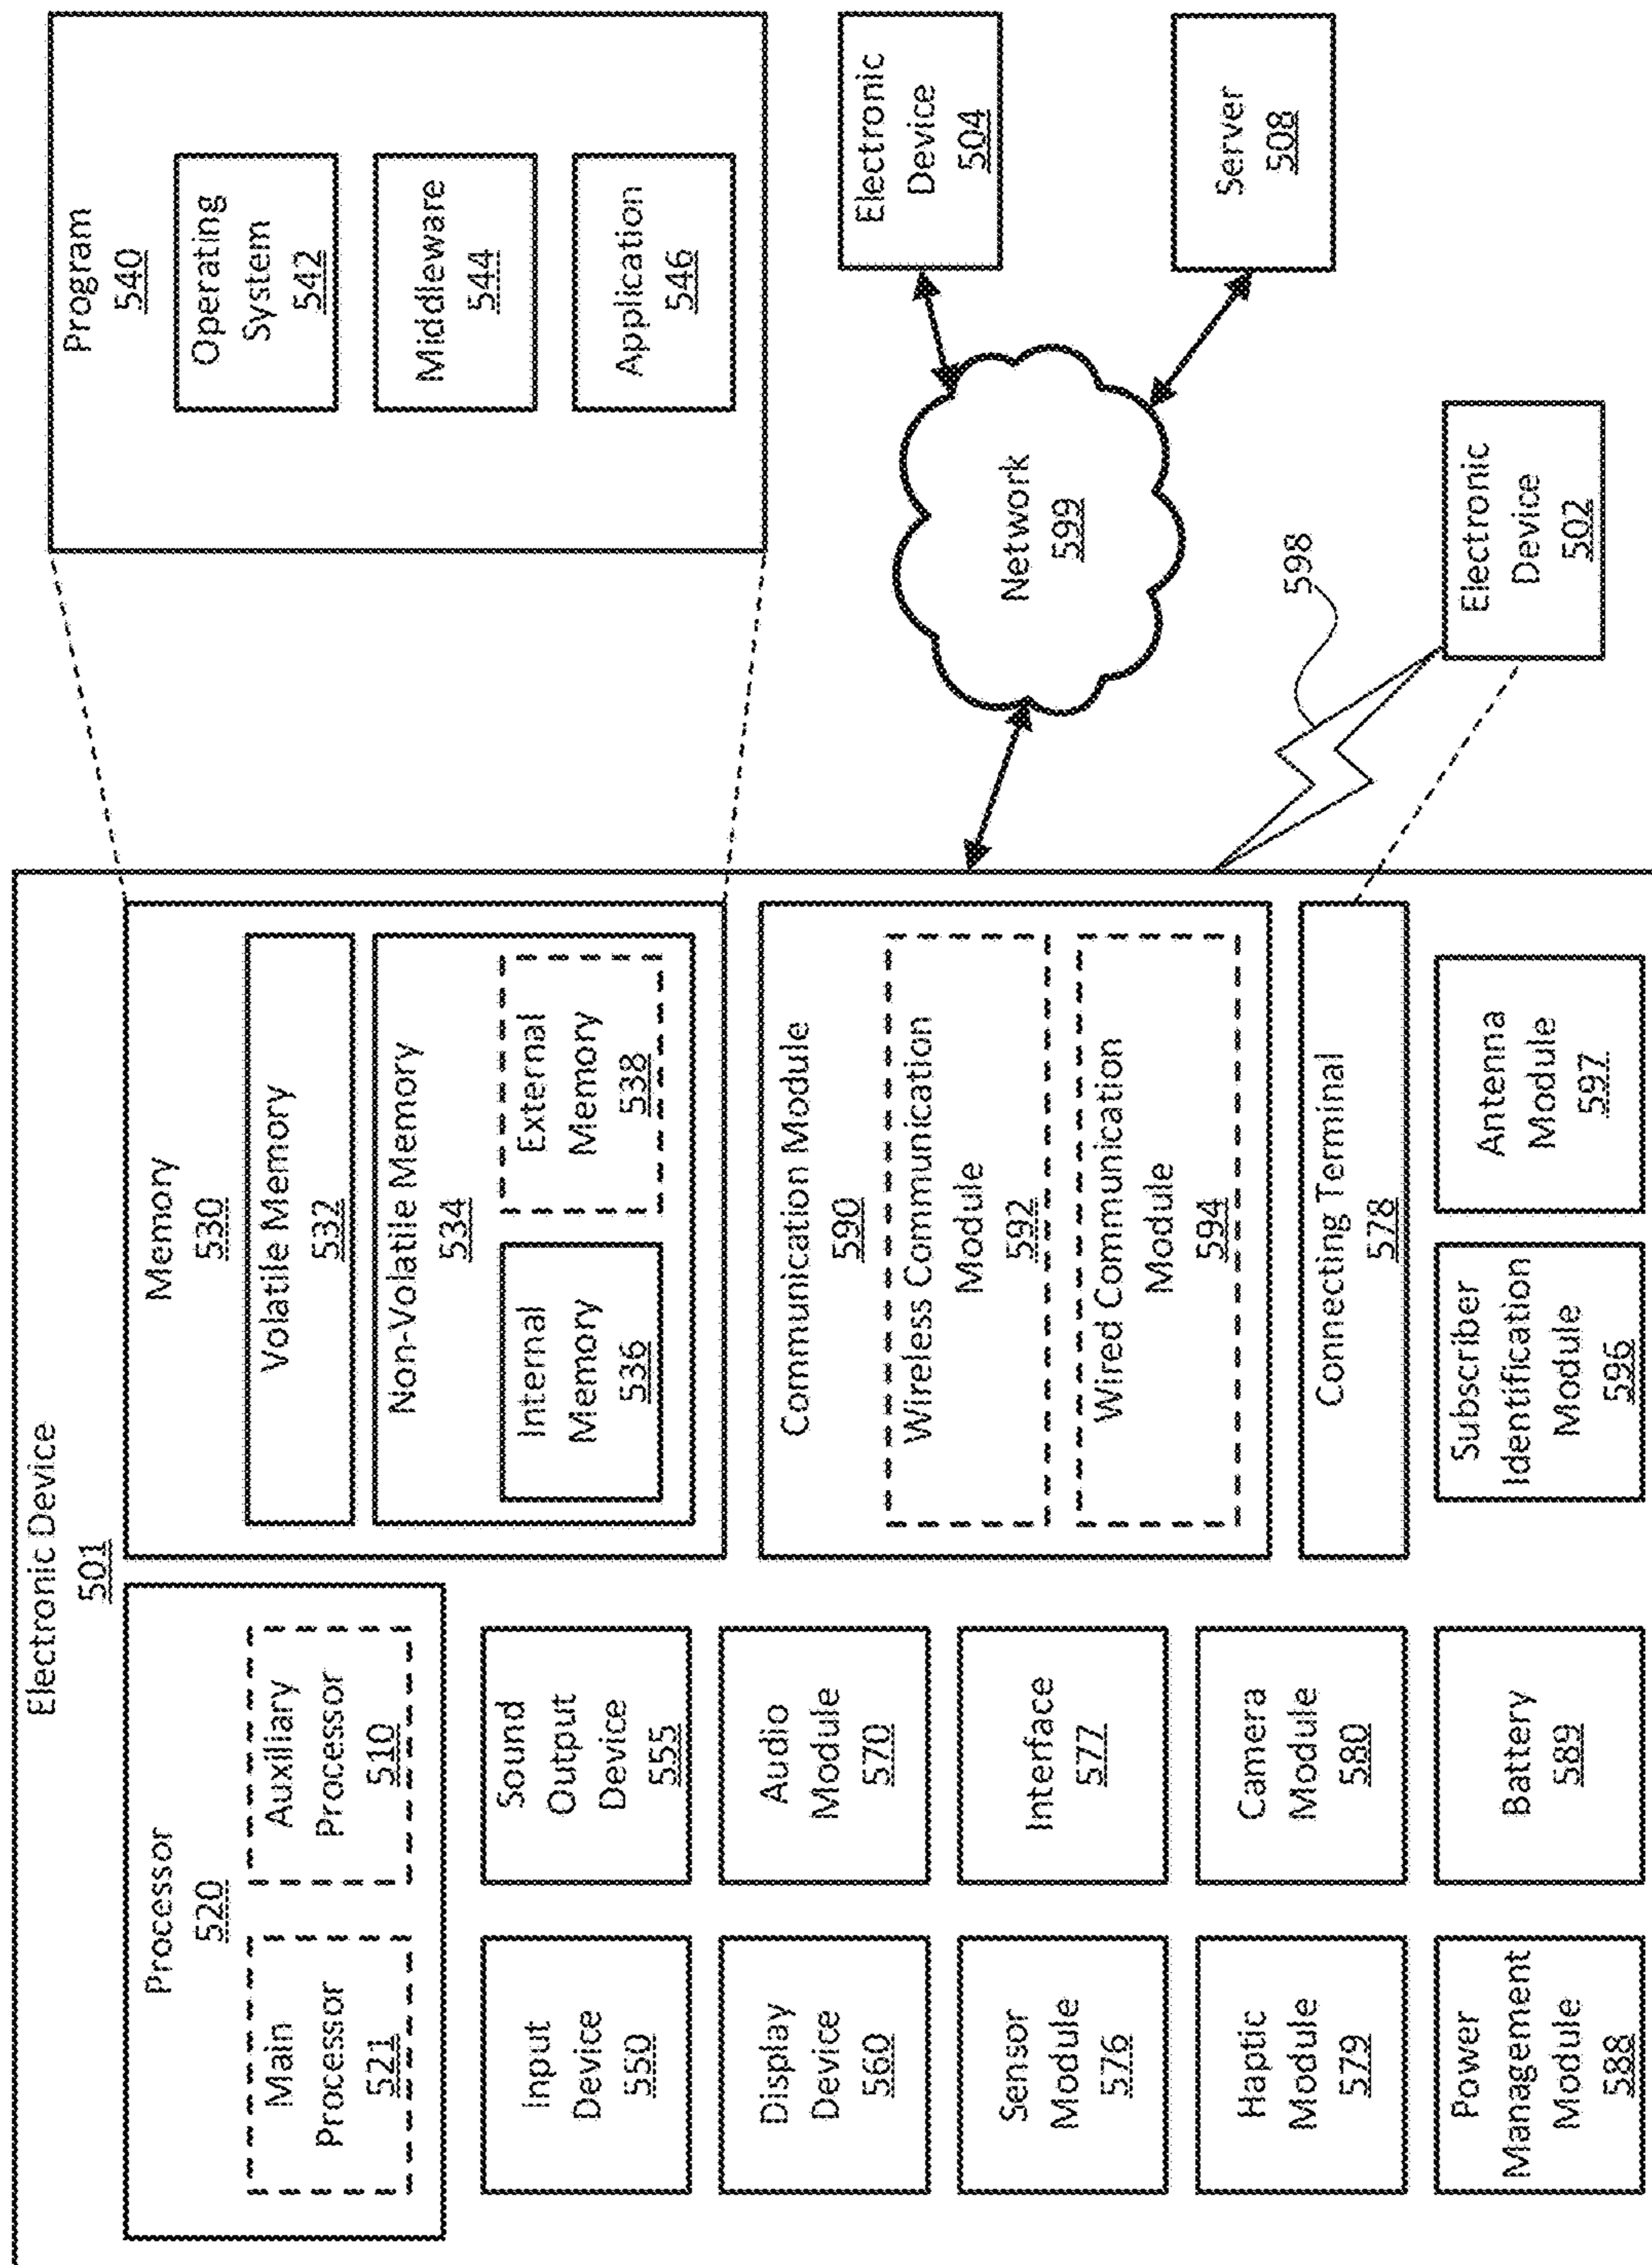 Electronic Device
501
Processor
520
Main
Processor
521
Auxiliary
Processor
510
Input
Device
550
Sound
Output
Device
555
Display
Device
560
Audio
Module
570
Sensor
Module
576
Interface
577
Haptic
Module
579
Camera
Module
580
Power
Management
Module
588
Battery
589
Memory
530
Volatile Memory
532
Non-Volatile Memory
534
Internal
Memory
536
External
Memory
538
Communication Module
590
Wireless Communication
Module 592
Wired Communication
Module 594
Connecting Terminal
578
Subscriber
Identification
Module
596
Antenna
Module
597
Program
540
Operating
System
542
Middleware
544
Application
546
Network
599
Electronic
Device
504
Server
508
598
Electronic
Device
502